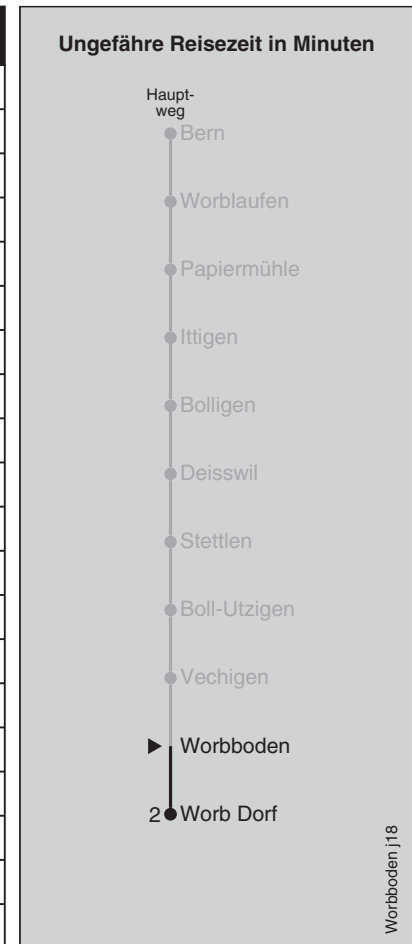 Ungefähre Reisezeit in Minuten
Haupt-
weg
Bern
Worblaufen
Papiermühle
Ittigen
Bolligen
Deisswil
Stettlen
Boll-Utzigen
Vechigen
Worbboden
2 Worb Dorf
Worbboden j18